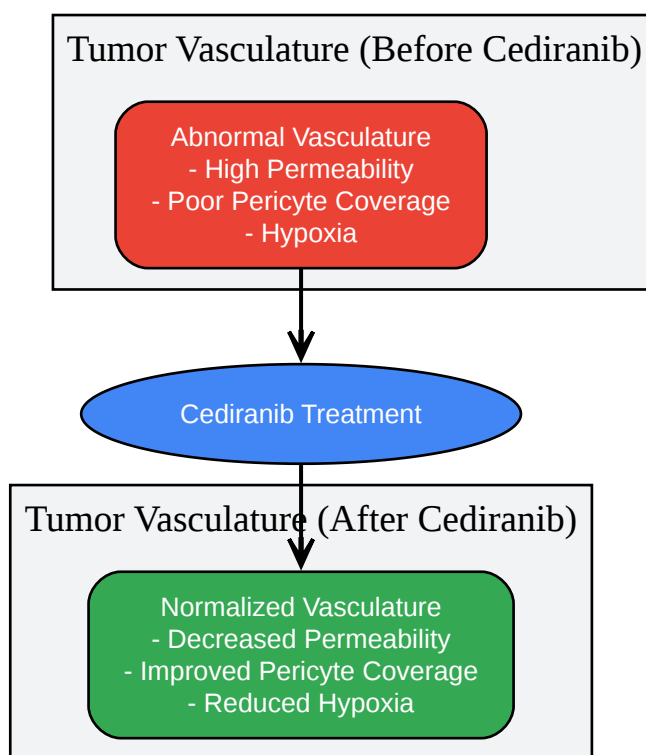 Tumor Vasculature (Before Cediranib)
Abnormal Vasculature
- High Permeability
- Poor Pericyte Coverage
- Hypoxia
Cediranib Treatment
Tumor Vasculature (After Cediranib)
Normalized Vasculature
- Decreased Permeability
- Improved Pericyte Coverage
- Reduced Hypoxia